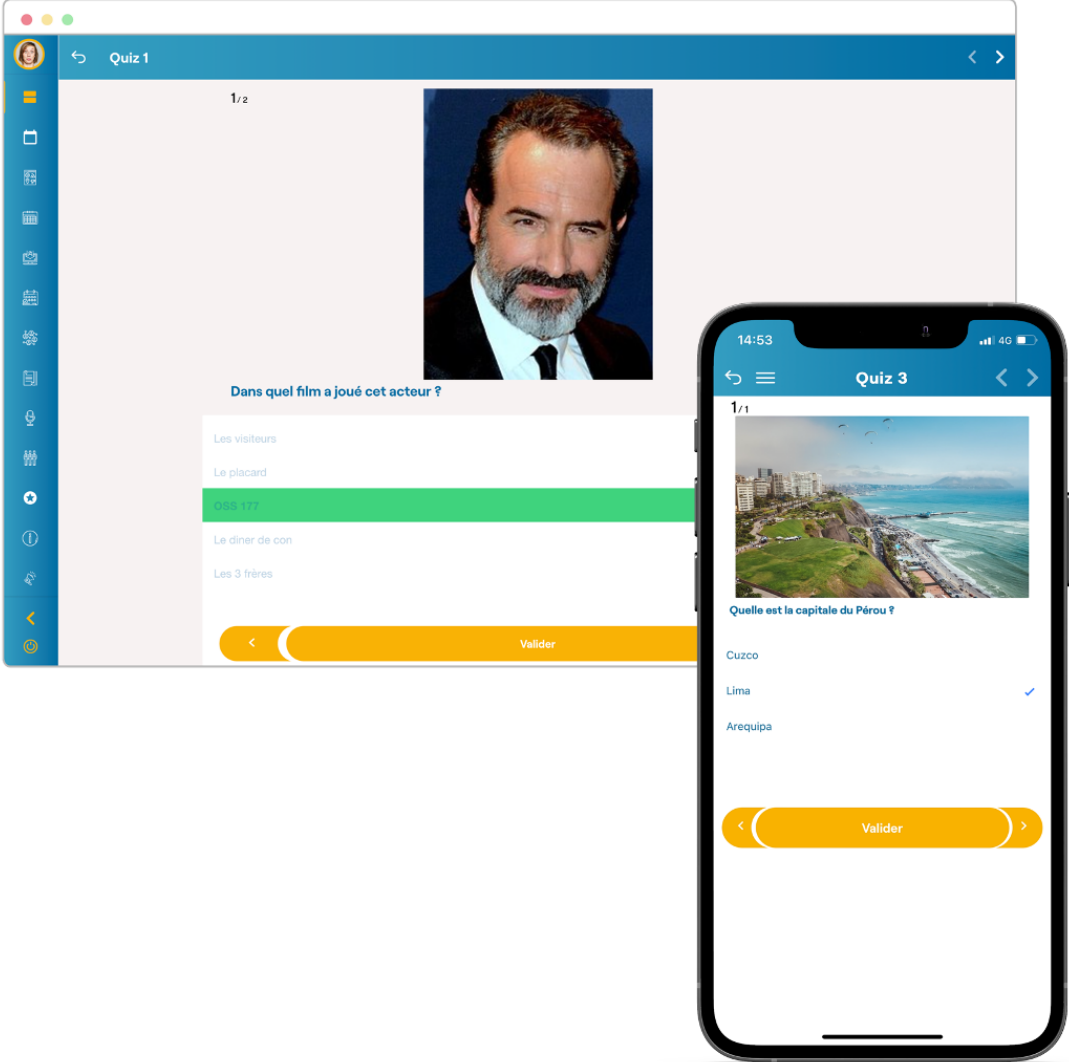 Quiz 1
1/2
Dans quel film a joué cet acteur ?
Les visiteurs
Le placard
OSS 177
Le diner de con
Les 3 frères
Valider
14:53
4G
Quiz 3
1/1
Quelle est la capitale du Pérou ?
Cuzco
Lima
Arequipa
Valider